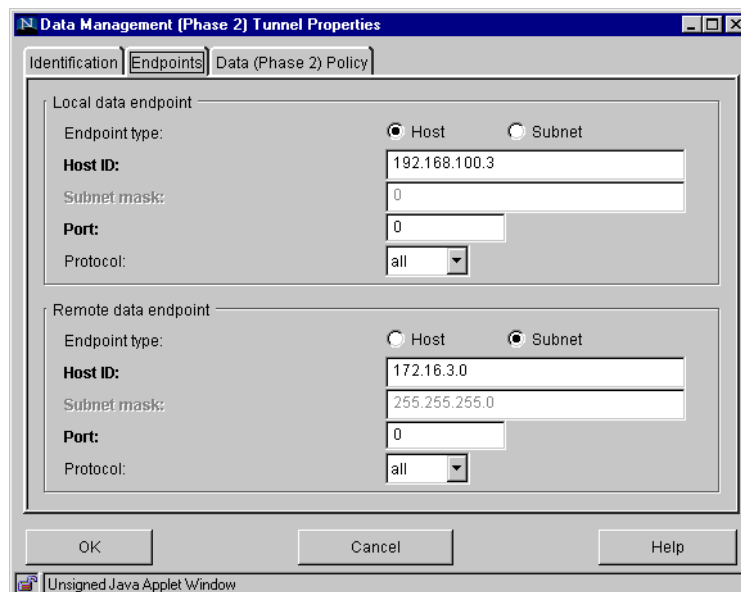 N Data Management (Phase 2) Tunnel Properties
Identification Endpoints Data (Phase 2) Policy
Local data endpoint
Endpoint type: Host Subnet
Host ID: 192.168.100.3
Subnet mask: 0
Port: 0
Protocol: all
Remote data endpoint
Endpoint type: Host Subnet
Host ID: 172.16.3.0
Subnet mask: 255.255.255.0
Port: 0
Protocol: all
OK Cancel Help
Unsigned Java Applet Window